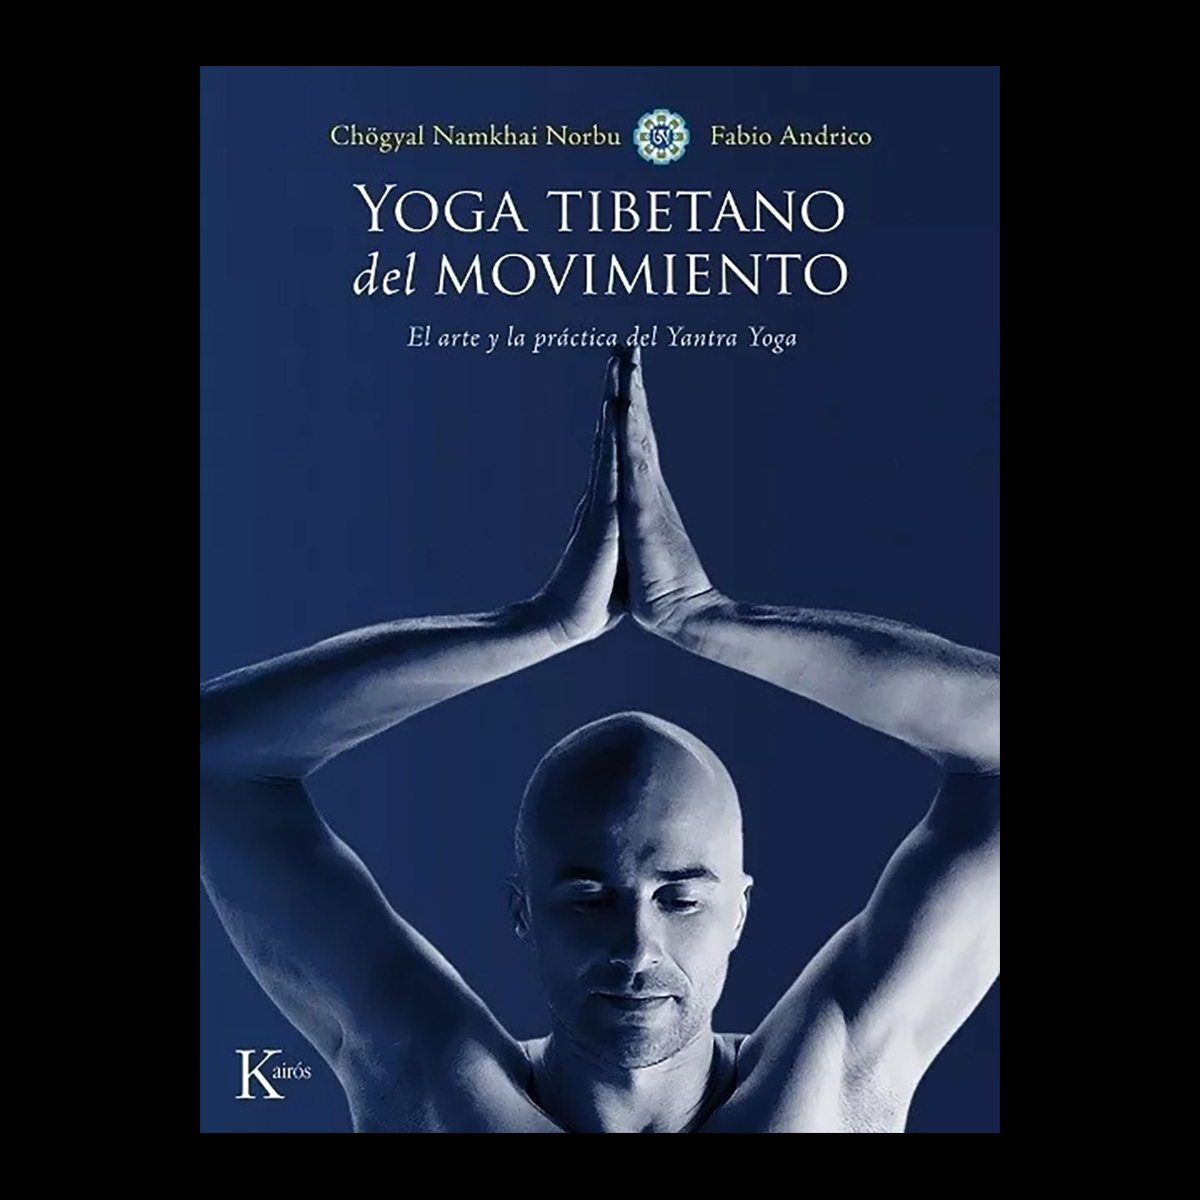 Chögyal Namkhai Norbu Fabio Andrico
YOGA TIBETANO
del MOVIMIENTO
El arte y la práctica del Yantra Yoga
Kairós